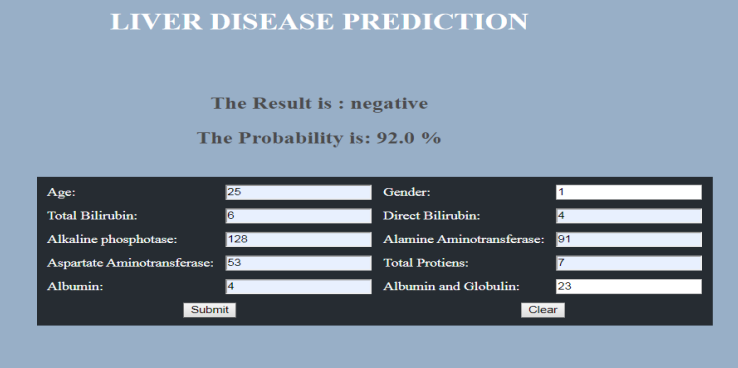 LIVER DISEASE PREDICTION
The Result is : negative
The Probability is: 92.0 %
Age: 25 Gender: 1
Total Bilirubin: 6 Direct Bilirubin: 4
Alkaline phosphotase: 128 Alamine Aminotransferase: 91
Aspartate Aminotransferase: 53 Total Protiens: 7
Albumin: 4 Albumin and Globulin: 23
Submit Clear